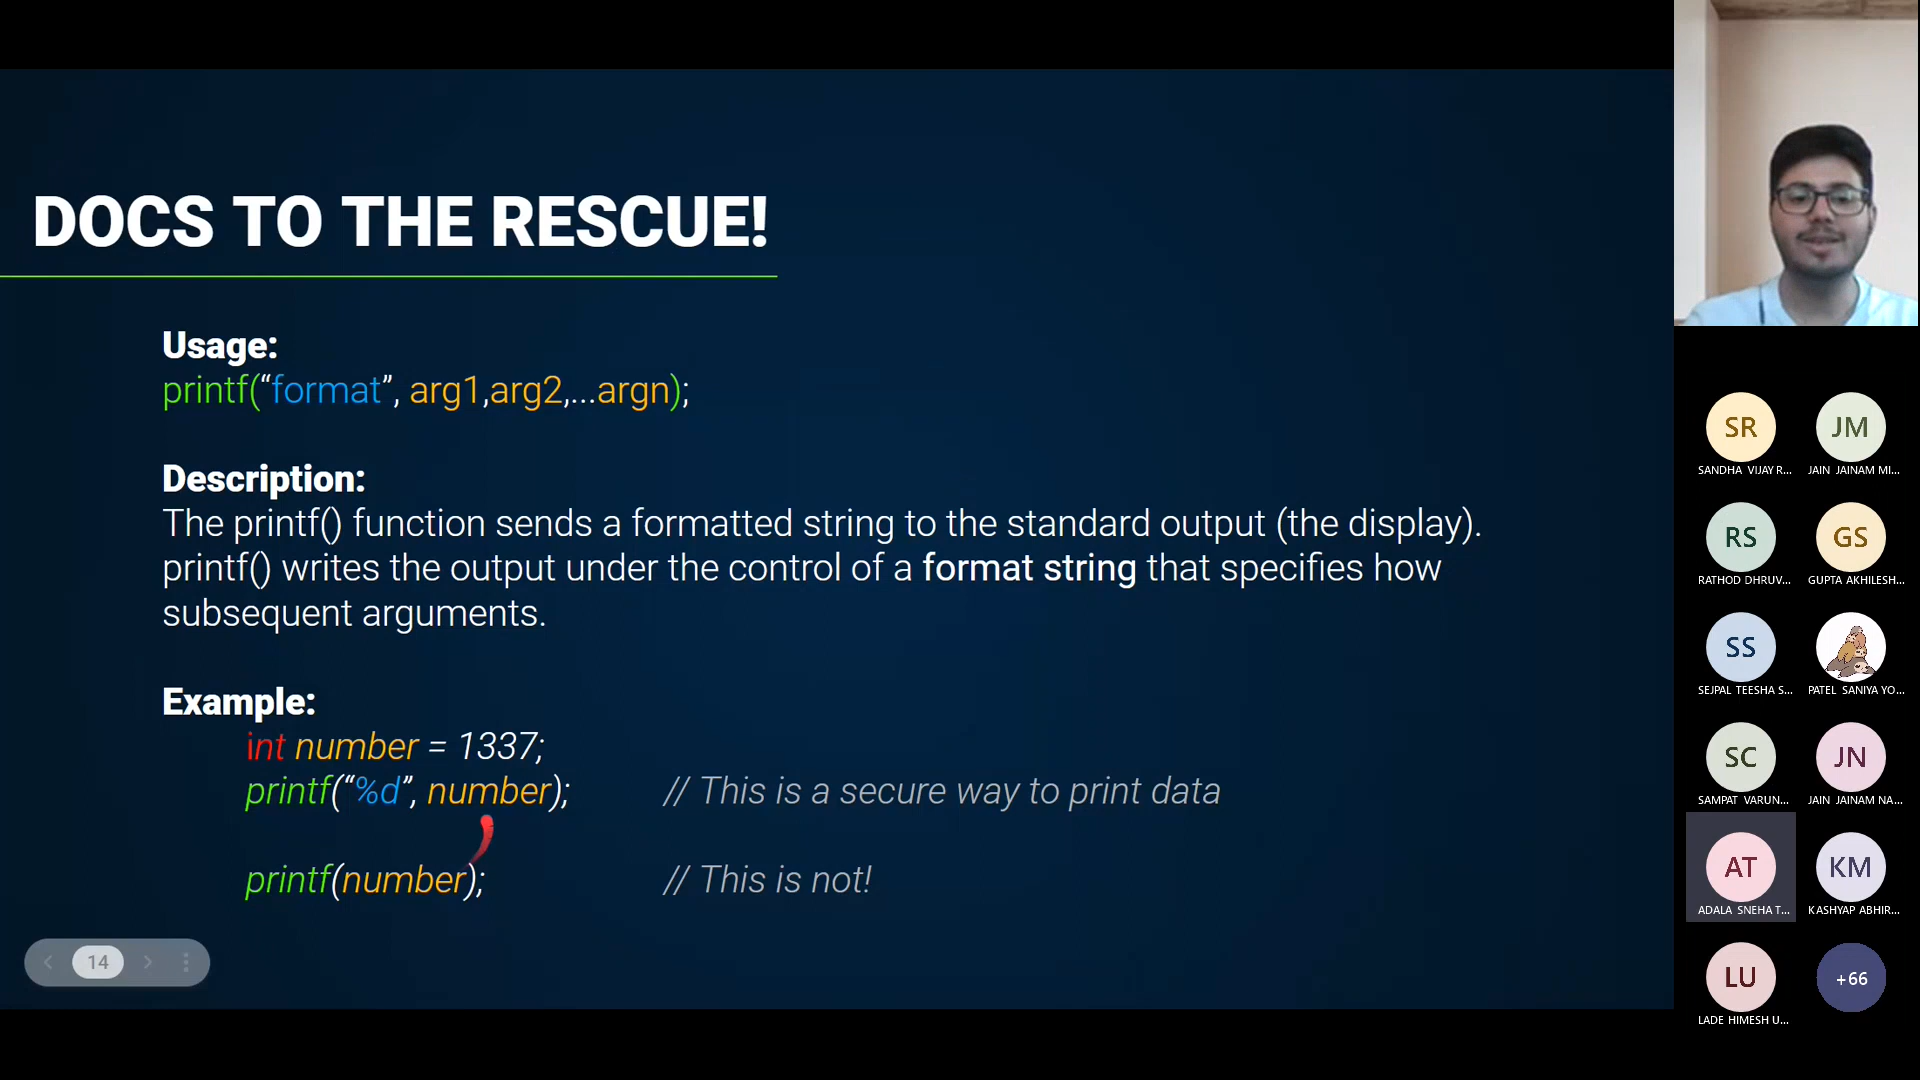 DOCS TO THE RESCUE!
Usage:
printf(“format”, arg1,arg2,...argn);
Description:
The printf() function sends a formatted string to the standard output (the display).
printf() writes the output under the control of a format string that specifies how
subsequent arguments.
Example:
int number = 1337;
printf(“%d”, number); // This is a secure way to print data
printf(number); // This is not!
14
SR JM
SANDHA VIJAY R... JAIN JAINAM MI...
RS GS
RATHOD DHRUV... GUPTA AKHILESH...
SS
SEJPAL TEESHA S... PATEL SANIYA YO...
SC JN
SAMPAT VARUN... JAIN JAINAM NA...
AT KM
ADALA SNEHA T... KASHYAP ABHIR...
LU +66
LADE HIMESH U...